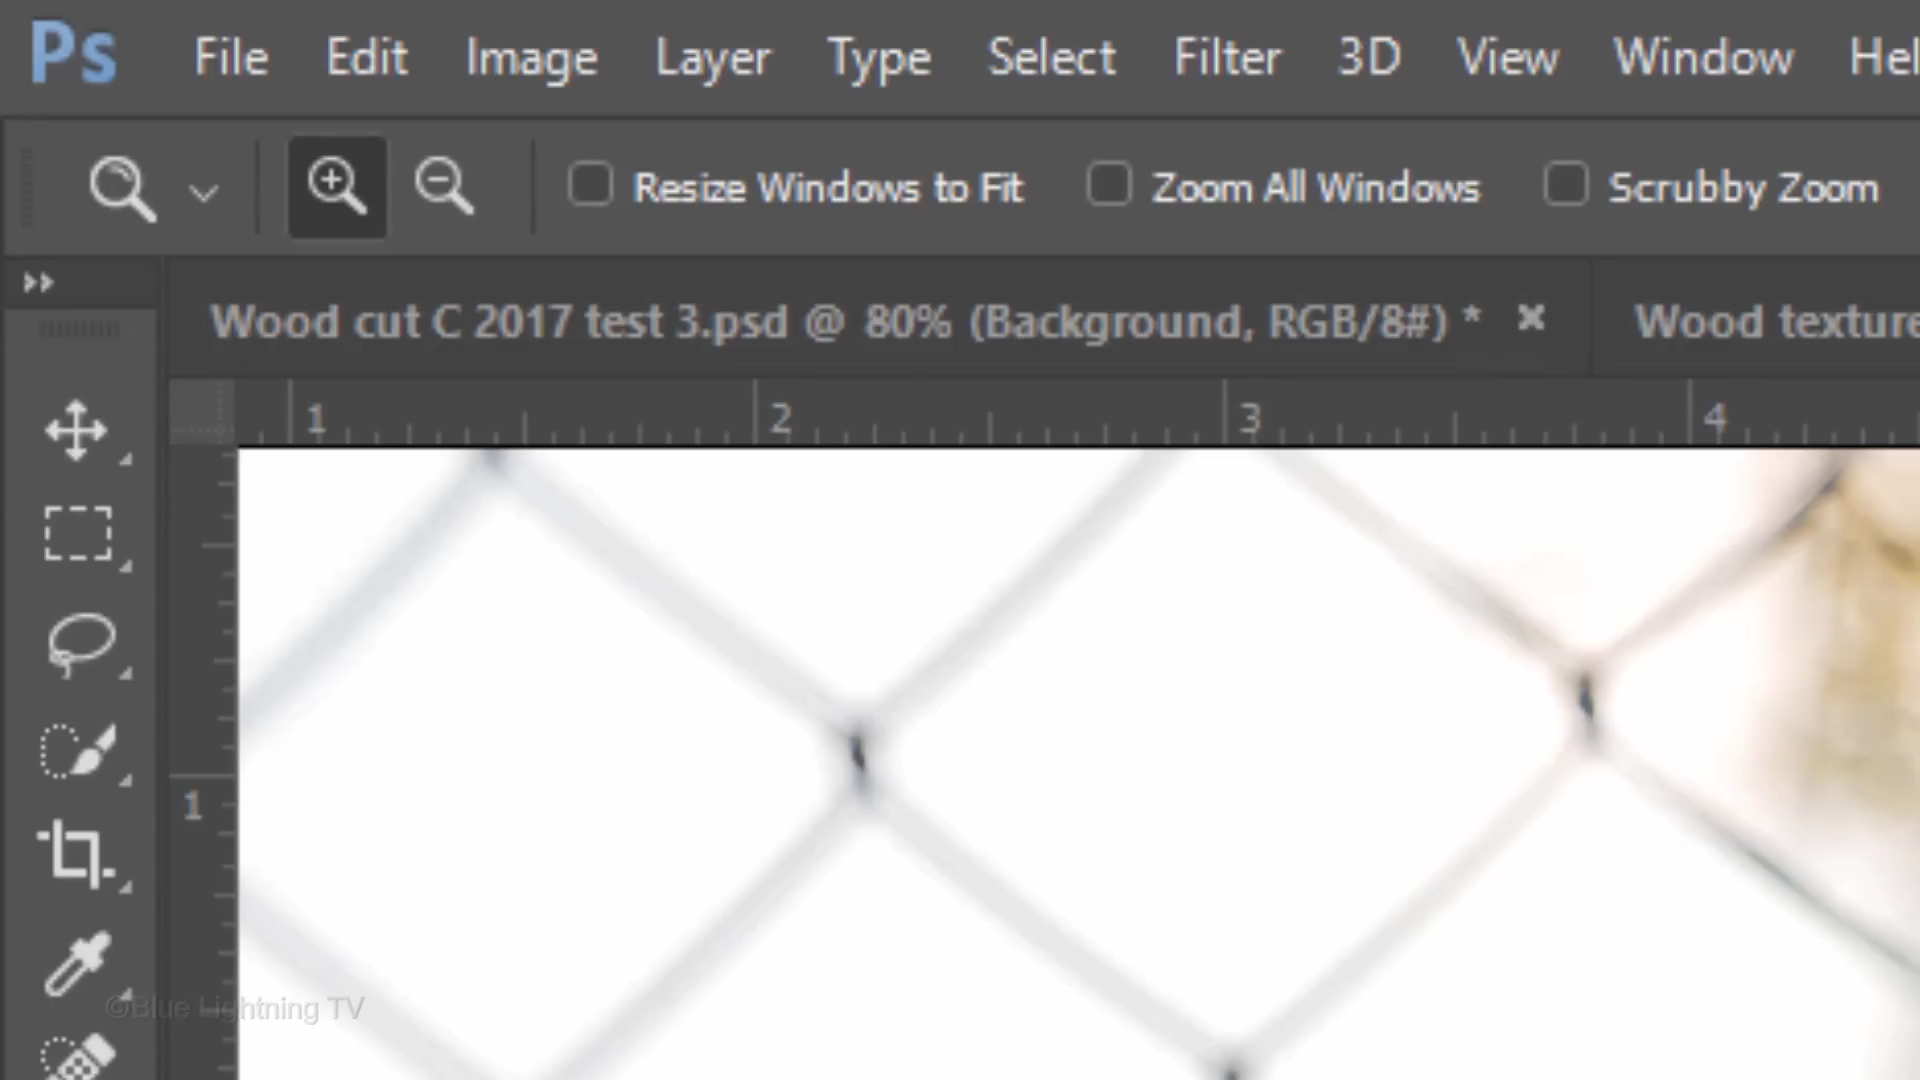 Ps File Edit Image Layer Type Select Filter 3D View Window Hel
Resize Windows to Fit Zoom All Windows Scrubby Zoom
Wood cut C 2017 test 3.psd @ 80% (Background, RGB/8#) * Wood texture
1 2 3 4
1
©Blue Lightning TV